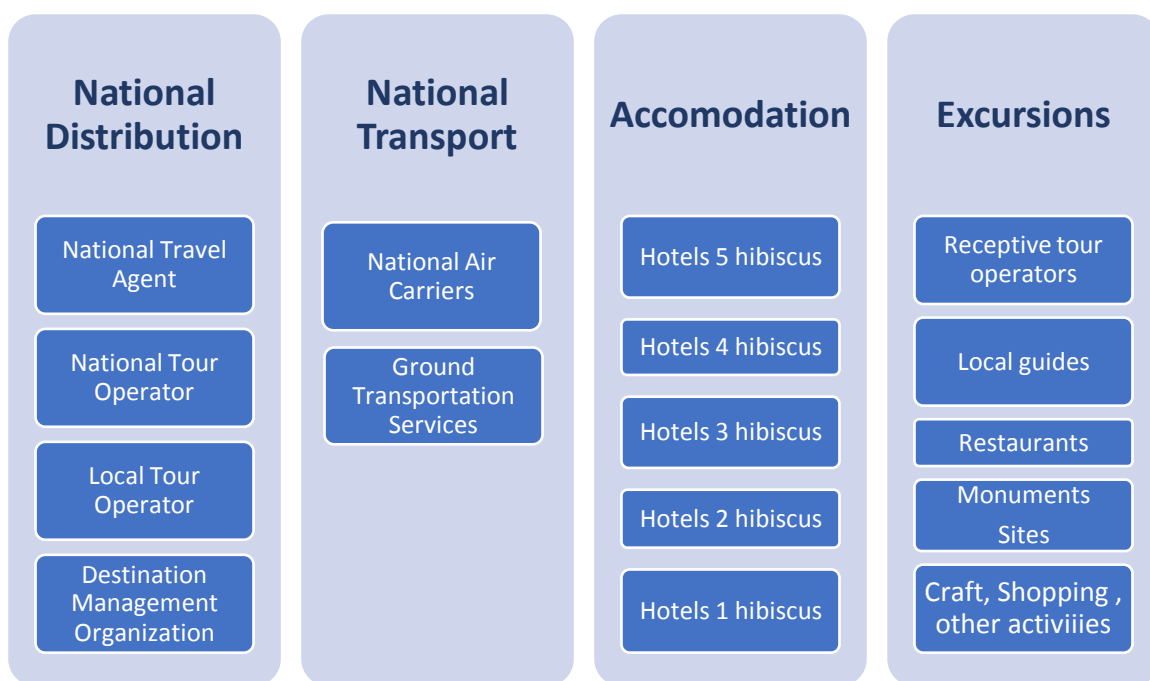 National
Distribution
National Travel
Agent
National Tour
Operator
Local Tour
Operator
Destination
Management
Organization
National
Transport
National Air
Carriers
Ground
Transportation
Services
Accomodation
Hotels 5 hibiscus
Hotels 4 hibiscus
Hotels 3 hibiscus
Hotels 2 hibiscus
Hotels 1 hibiscus
Excursions
Receptive tour
operators
Local guides
Restaurants
Monuments
Sites
Craft, Shopping ,
other activiiies